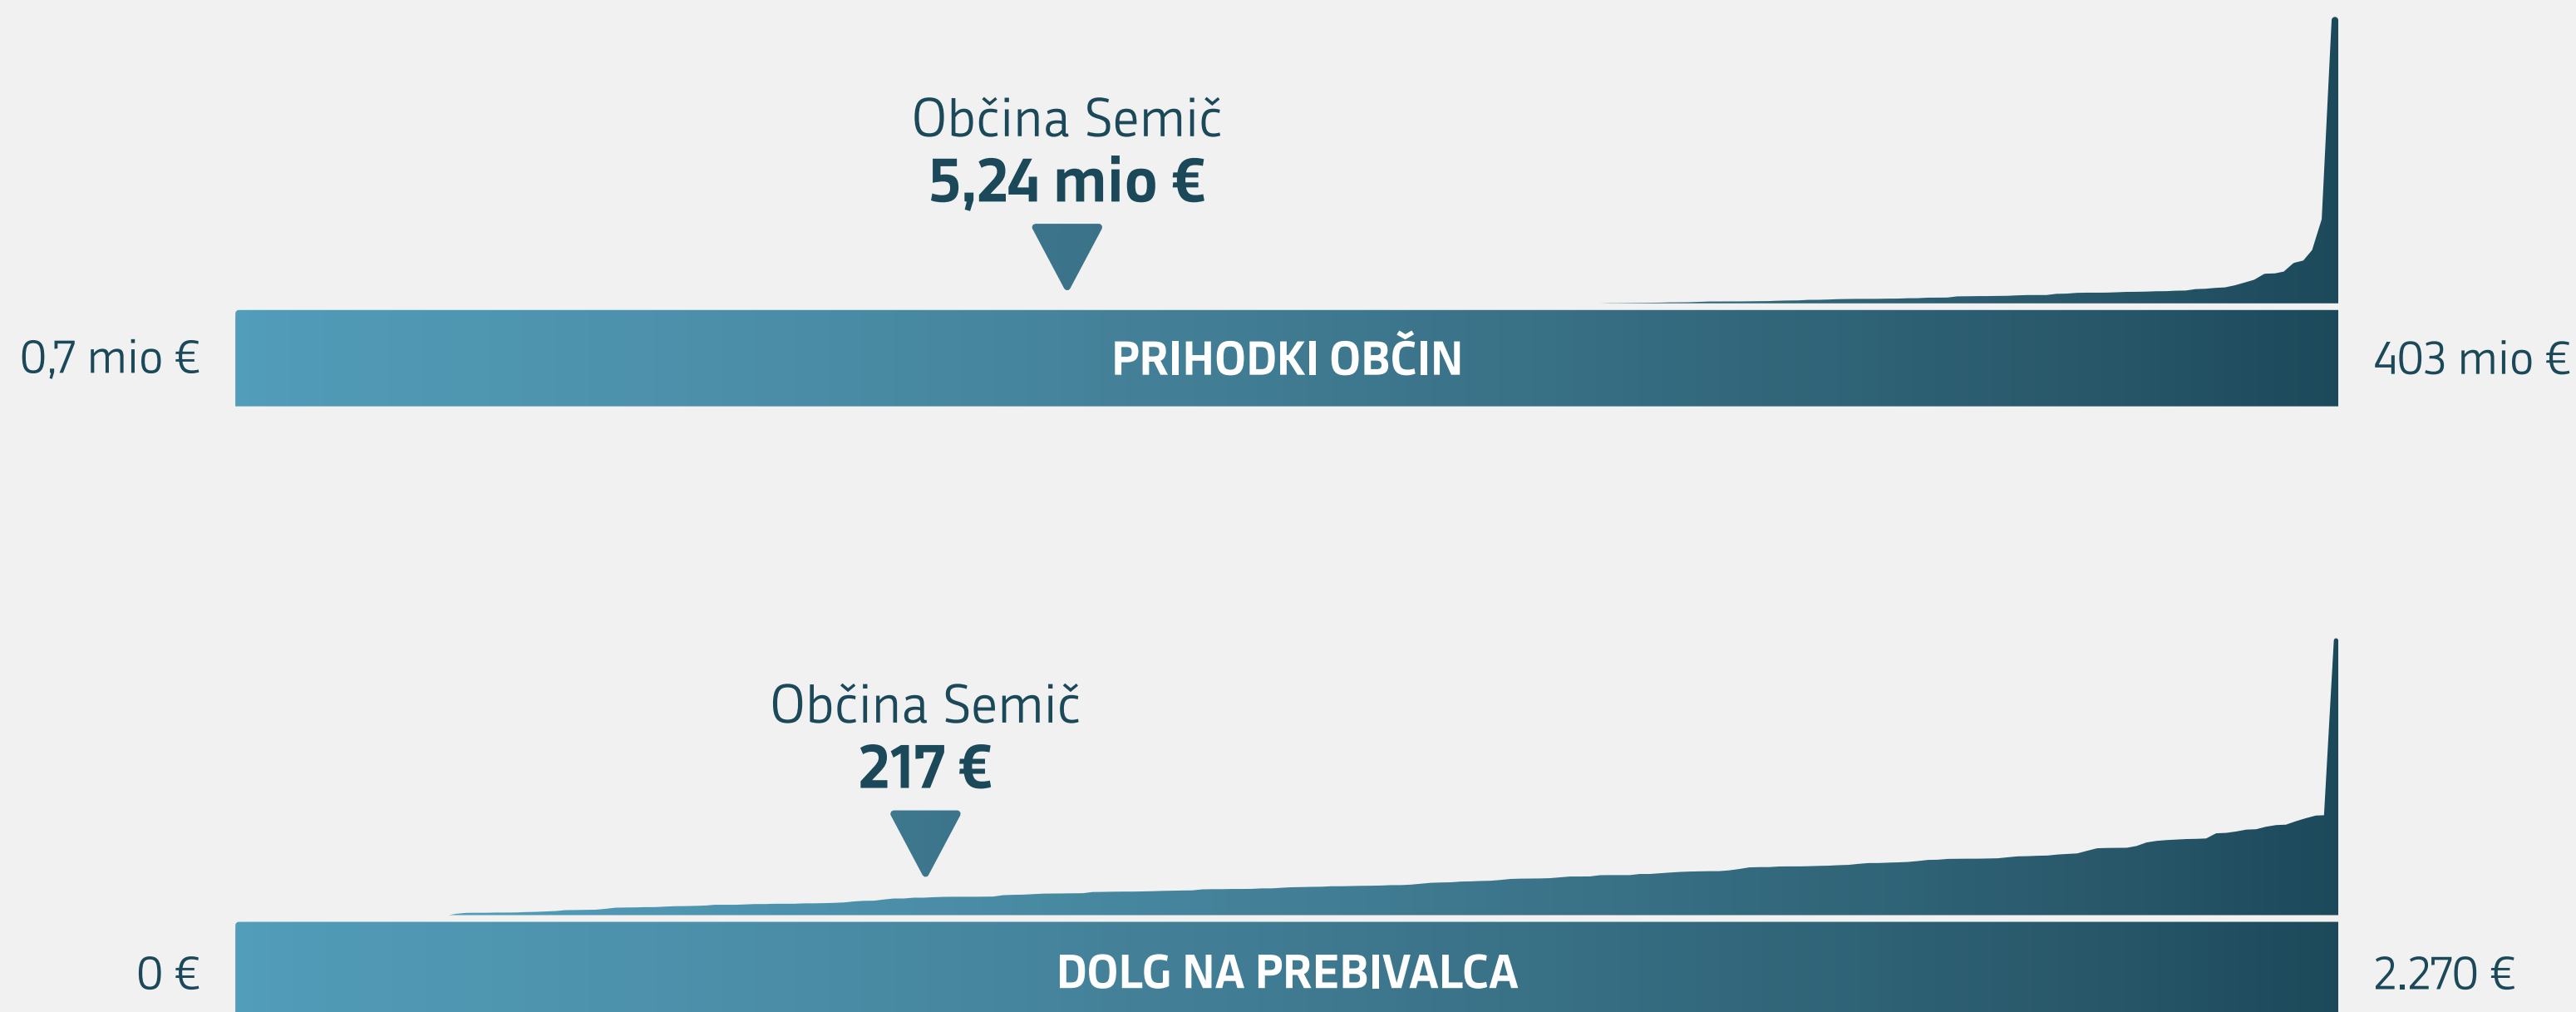 Občina Semič
5,24 mio €
0,7 mio €
PRIHODKI OBČIN
403 mio €
Občina Semič
217 €
0 €
DOLG NA PREBIVALCA
2.270 €